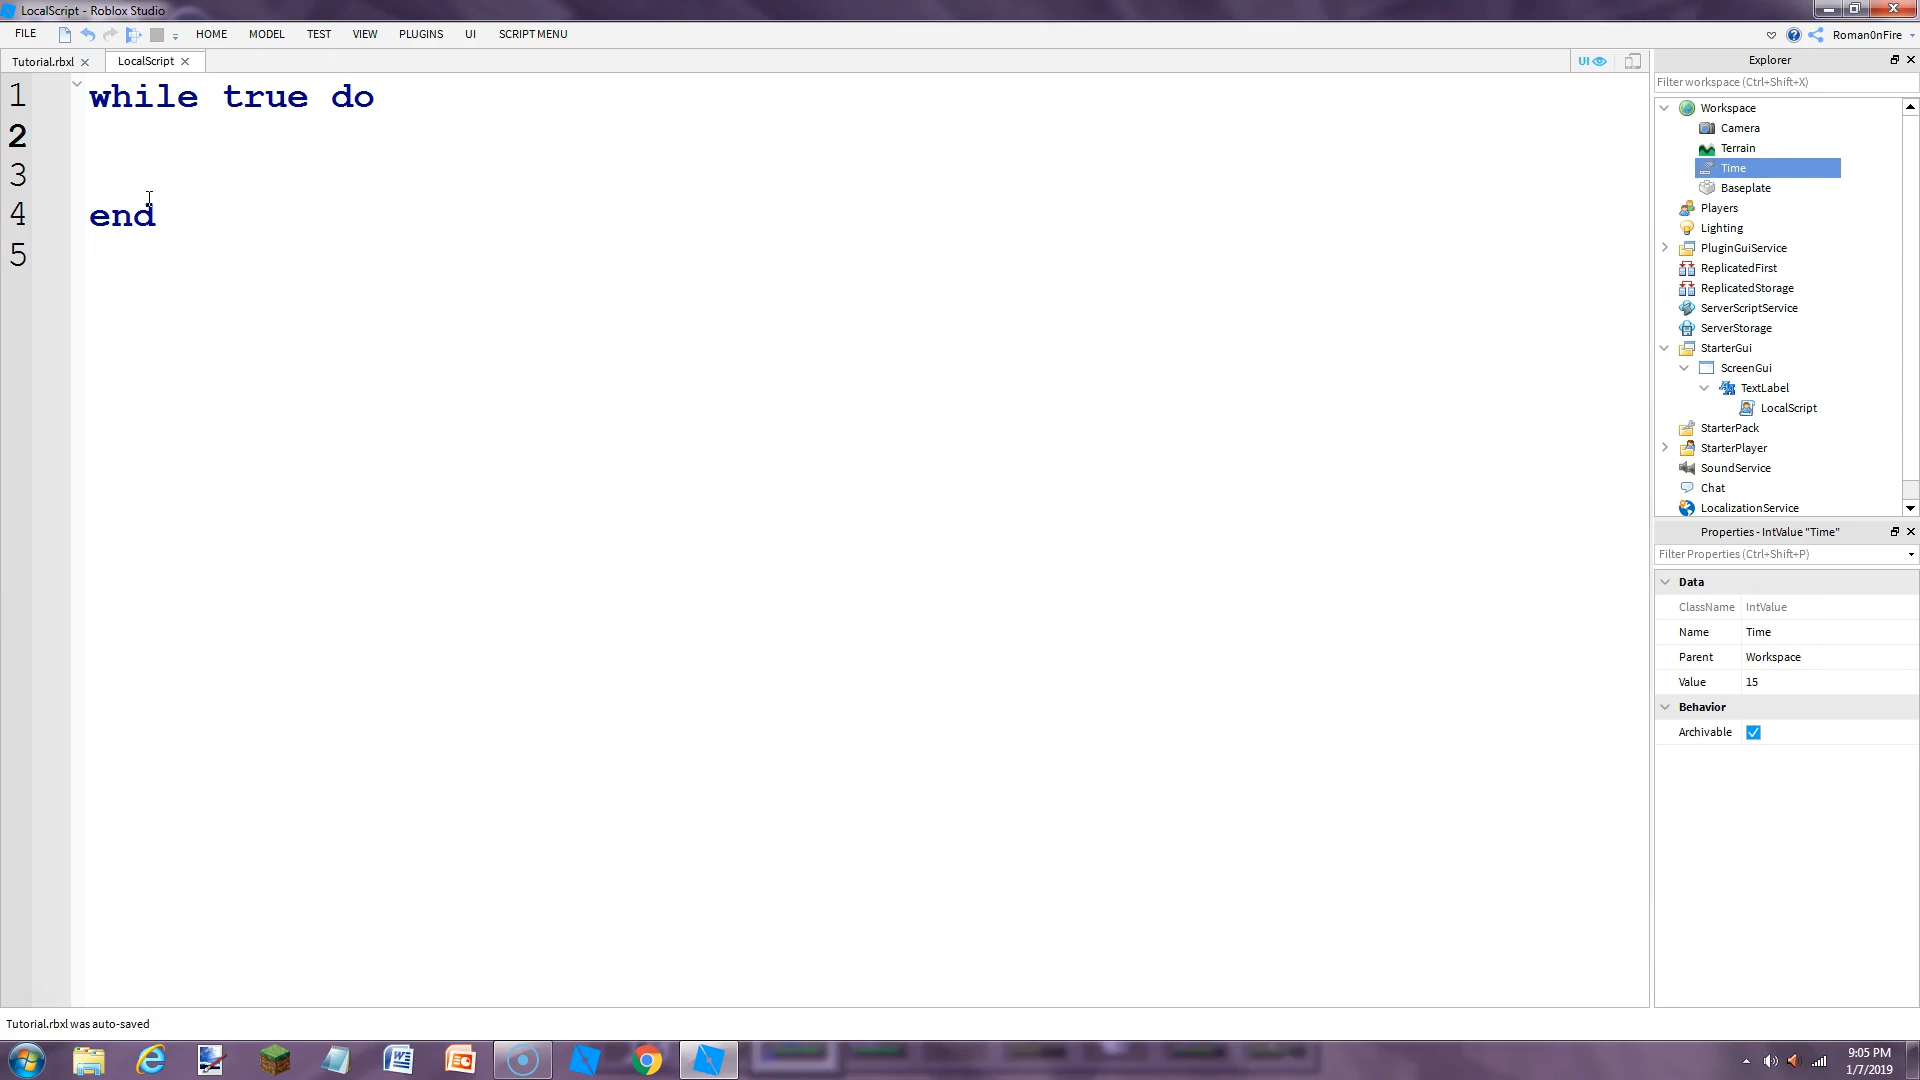 LocalScript - Roblox Studio
FILE HOME MODEL TEST VIEW PLUGINS UI SCRIPT MENU Roman0nFire
Tutorial.rbxl LocalScript UI
1 while true do
2
3
4 end
5
Explorer
Filter workspace (Ctrl+Shift+X)
Workspace
Camera
Terrain
Time
Baseplate
Players
Lighting
PluginGuiService
ReplicatedFirst
ReplicatedStorage
ServerScriptService
ServerStorage
StarterGui
ScreenGui
TextLabel
LocalScript
StarterPack
StarterPlayer
SoundService
Chat
LocalizationService
Properties - IntValue "Time"
Filter Properties (Ctrl+Shift+P)
Data
ClassName IntValue
Name Time
Parent Workspace
Value 15
Behavior
Archivable
Tutorial.rbxl was auto-saved
9:05 PM
1/7/2019